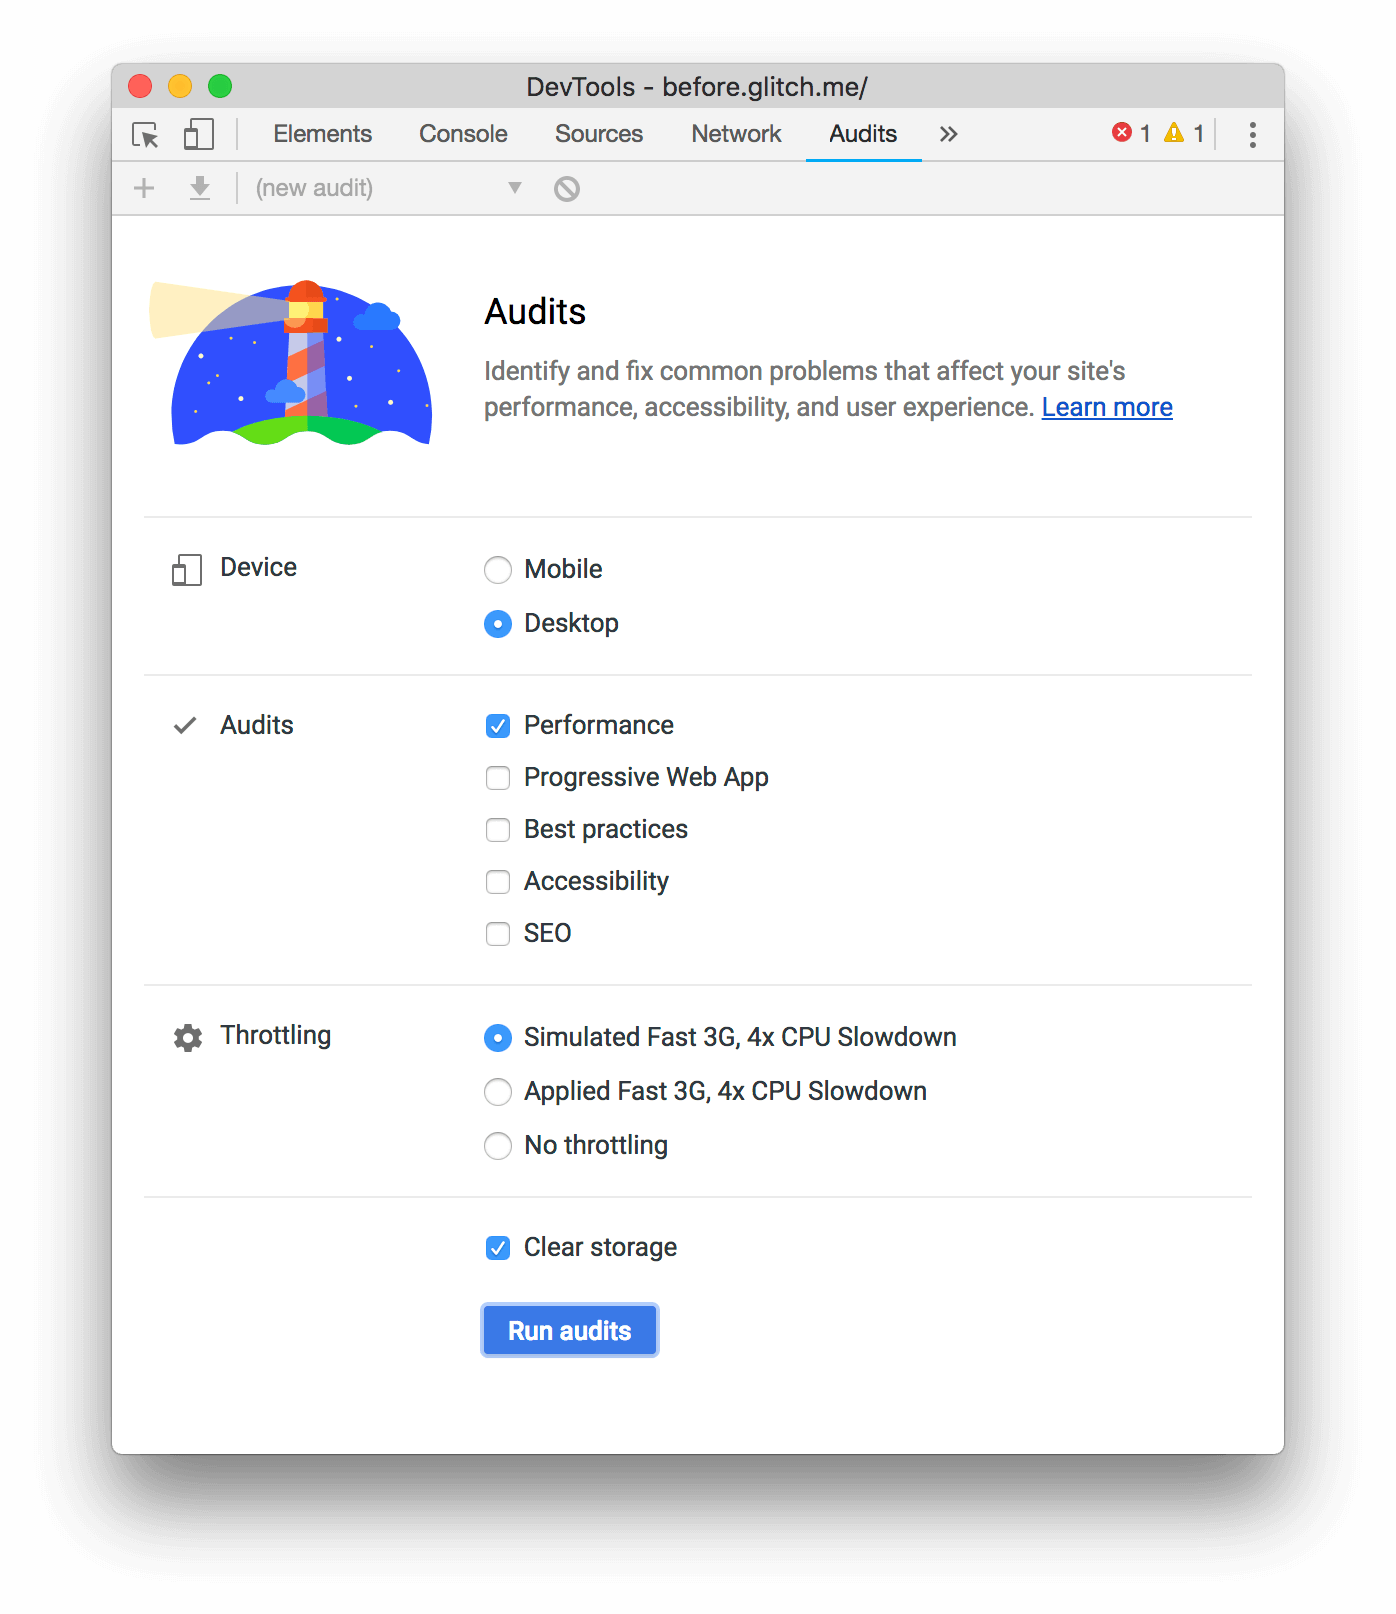 DevTools - before.glitch.me/
Elements Console Sources Network Audits » 1 1
(new audit)
Audits
Identify and fix common problems that affect your site's
performance, accessibility, and user experience. Learn more
Device
Mobile
Desktop
Audits
Performance
Progressive Web App
Best practices
Accessibility
SEO
Throttling
Simulated Fast 3G, 4x CPU Slowdown
Applied Fast 3G, 4x CPU Slowdown
No throttling
Clear storage
Run audits